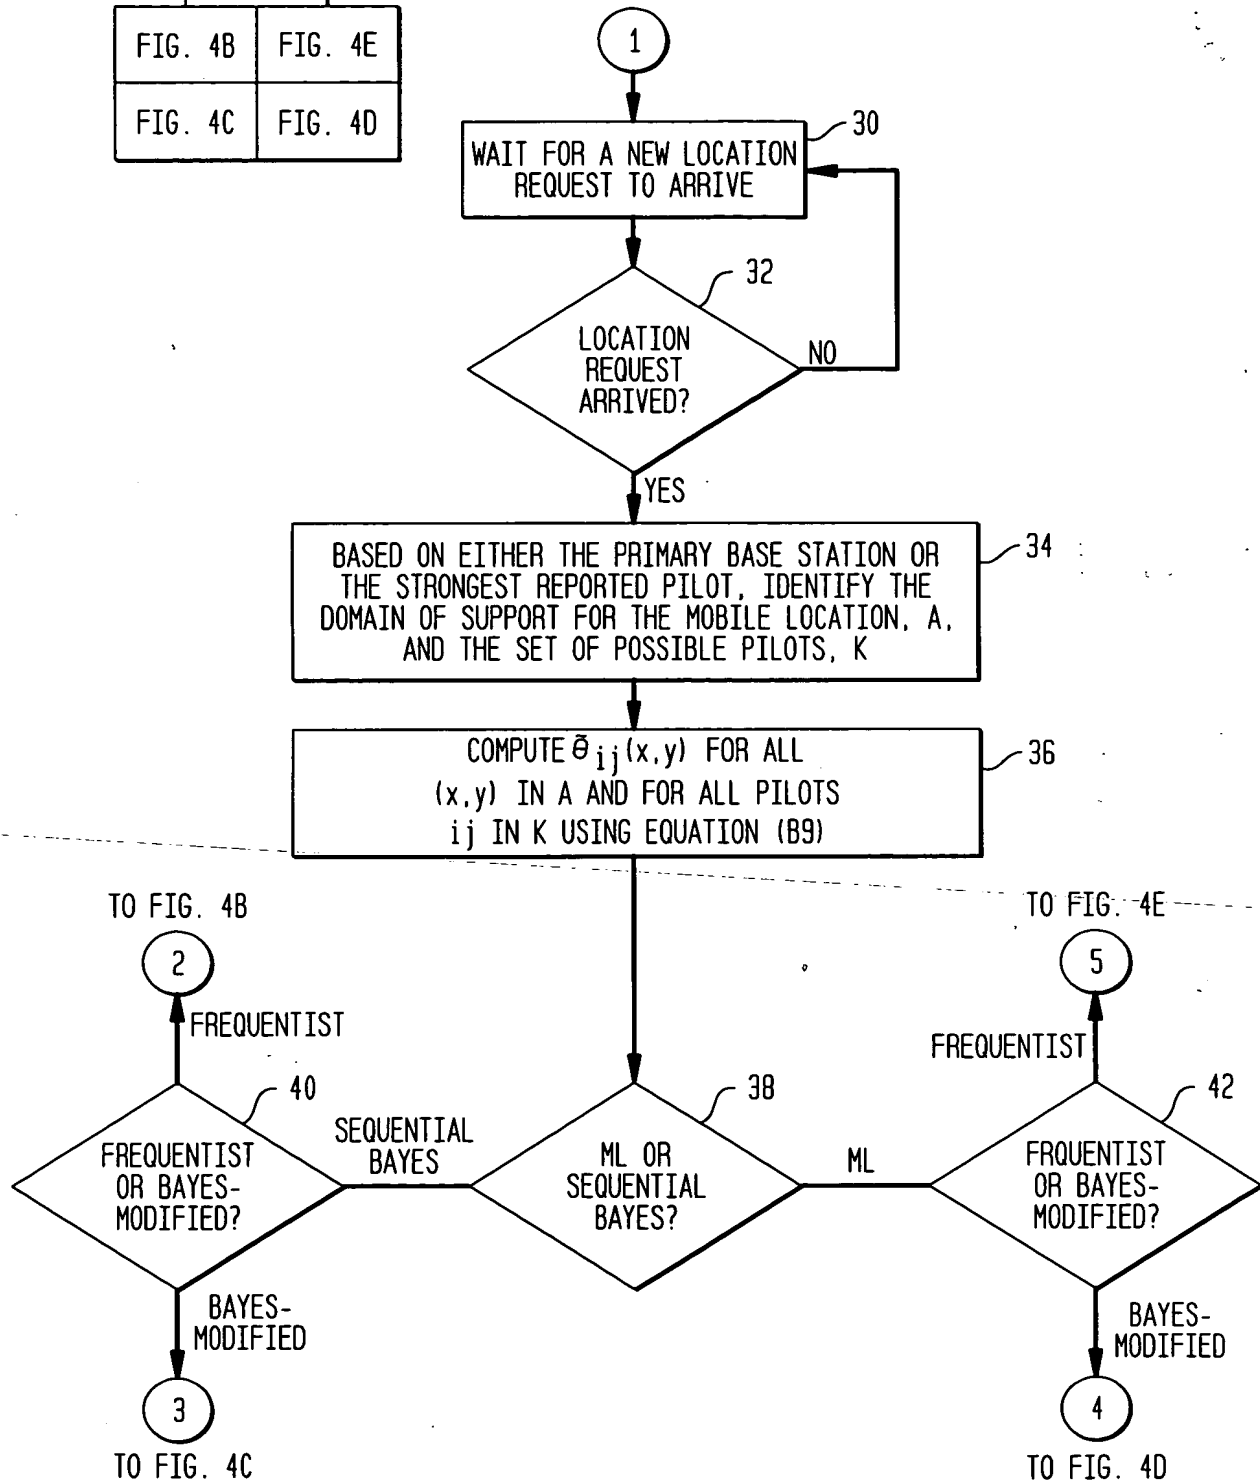 FIG. 4B FIG. 4E
FIG. 4C FIG. 4D
1
30
WAIT FOR A NEW LOCATION
REQUEST TO ARRIVE
32
LOCATION
REQUEST
ARRIVED?
NO
YES
34
BASED ON EITHER THE PRIMARY BASE STATION OR
THE STRONGEST REPORTED PILOT, IDENTIFY THE
DOMAIN OF SUPPORT FOR THE MOBILE LOCATION, A,
AND THE SET OF POSSIBLE PILOTS, K
36
COMPUTE θ̃ij(x,y) FOR ALL
(x,y) IN A AND FOR ALL PILOTS
ij IN K USING EQUATION (B9)
TO FIG. 4B
2
FREQUENTIST
40
FREQUENTIST
OR BAYES-
MODIFIED?
SEQUENTIAL
BAYES
38
ML OR
SEQUENTIAL
BAYES?
ML
TO FIG. 4E
5
FREQUENTIST
42
FRQUENTIST
OR BAYES-
MODIFIED?
BAYES-
MODIFIED
3
TO FIG. 4C
BAYES-
MODIFIED
4
TO FIG. 4D